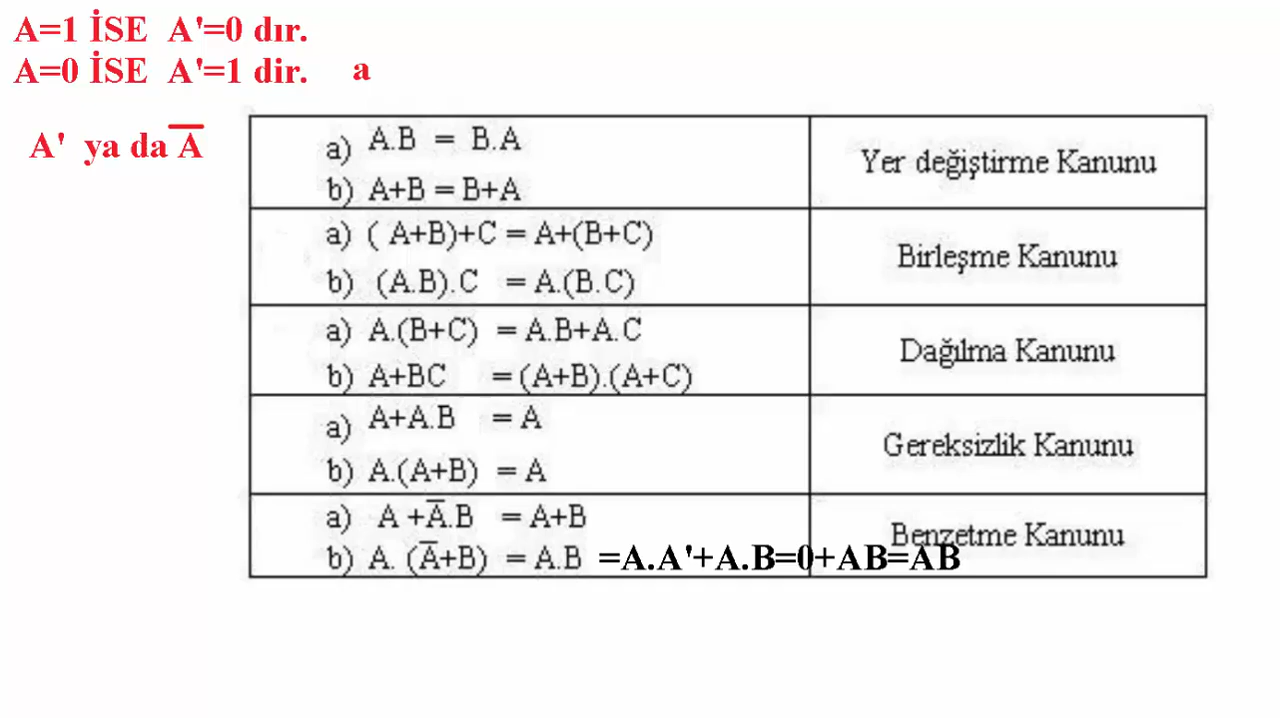 A=1 İSE A'=0 dır.
A=0 İSE A'=1 dir. a
A' ya da A̅
a) A.B = B.A
b) A+B = B+A
Yer değiştirme Kanunu
a) ( A+B)+C = A+(B+C)
b) (A.B).C = A.(B.C)
Birleşme Kanunu
a) A.(B+C) = A.B+A.C
b) A+BC = (A+B).(A+C)
Dağılma Kanunu
a) A+A.B = A
b) A.(A+B) = A
Gereksizlik Kanunu
a) A +A̅.B = A+B
b) A. (A̅+B) = A.B =A.A'+A.B=0+AB=AB
Benzetme Kanunu